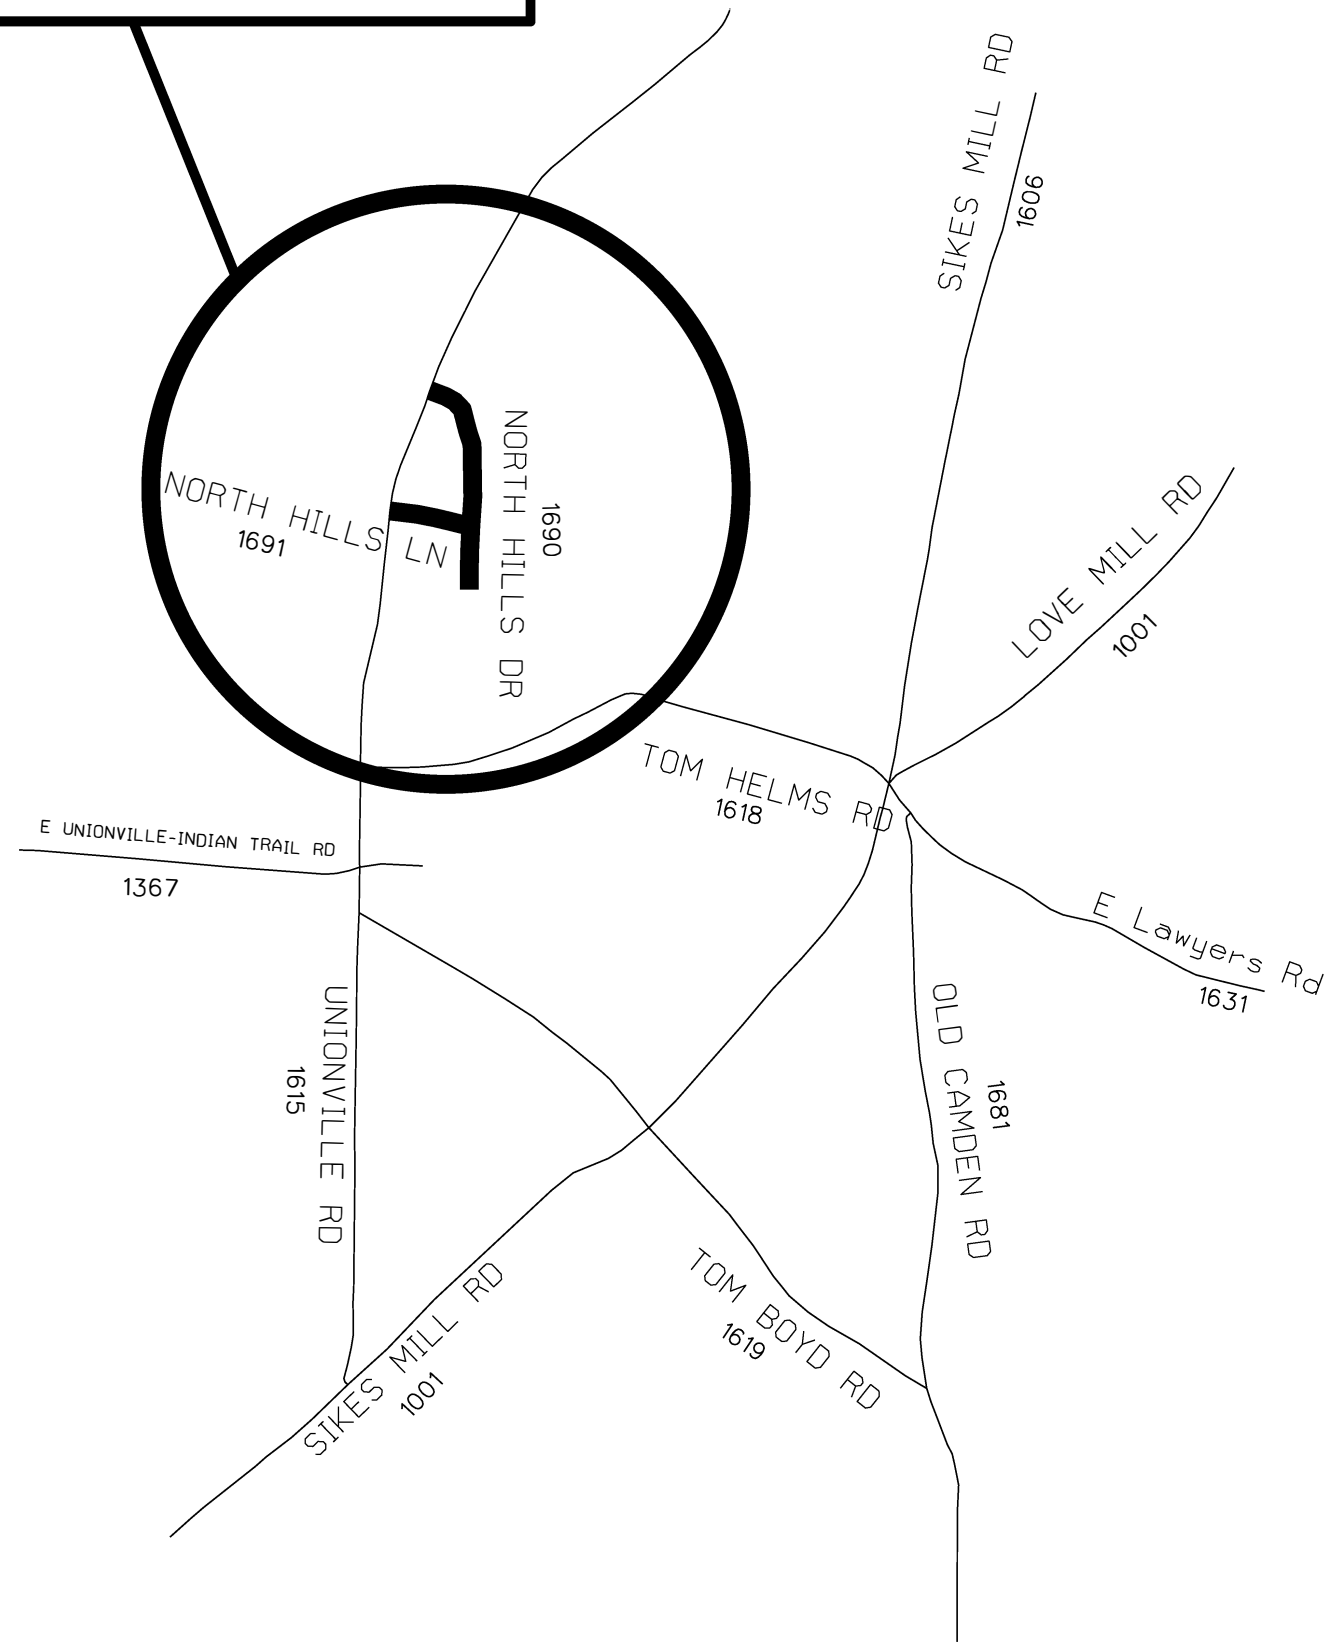 SIKES MILL RD
1606
NORTH HILLS LN
1691
NORTH HILLS DR
1690
LOVE MILL RD
1001
TOM HELMS RD
1618
E UNIONVILLE-INDIAN TRAIL RD
1367
E Lawyers Rd
1631
UNIONVILLE RD
1615
OLD CAMDEN RD
1681
SIKES MILL RD
1001
TOM BOYD RD
1619